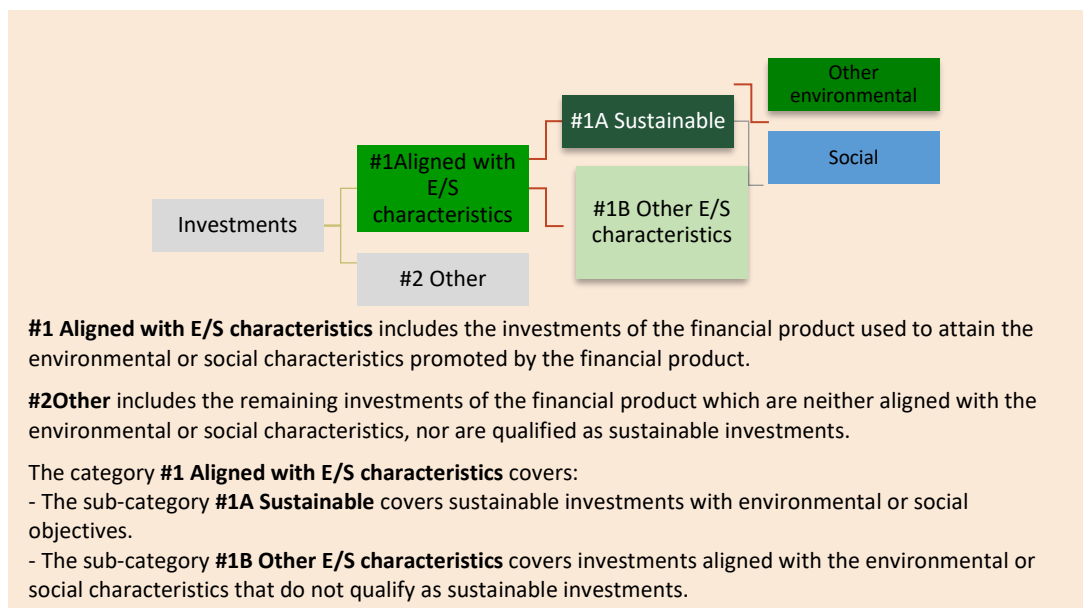 Other
environmental
#1A Sustainable
Social
#1Aligned with
E/S
characteristics
#1B Other E/S
characteristics
Investments
#2 Other
#1 Aligned with E/S characteristics includes the investments of the financial product used to attain the
environmental or social characteristics promoted by the financial product.
#2Other includes the remaining investments of the financial product which are neither aligned with the
environmental or social characteristics, nor are qualified as sustainable investments.
The category #1 Aligned with E/S characteristics covers:
- The sub-category #1A Sustainable covers sustainable investments with environmental or social
objectives.
- The sub-category #1B Other E/S characteristics covers investments aligned with the environmental or
social characteristics that do not qualify as sustainable investments.